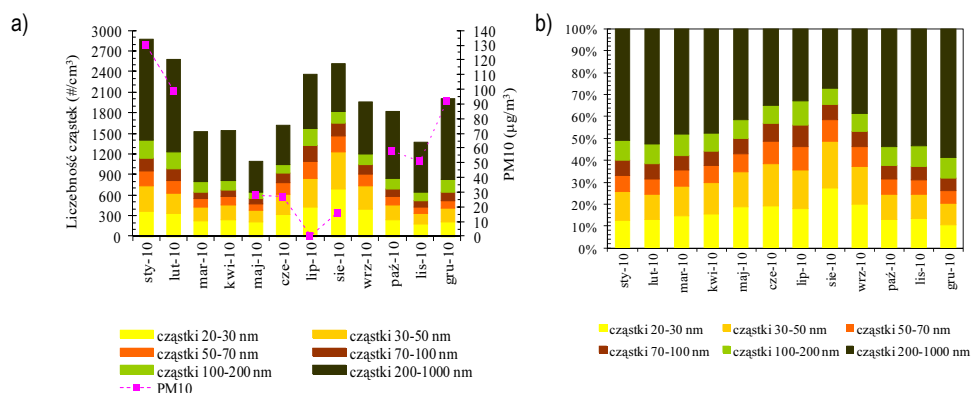 a)
Liczebność cząstek (#/cm³)
3000
2700
2400
2100
1800
1500
1200
900
600
300
0
140
130
120
110
100
90
80
70
60
50
40
30
20
10
0
PM10 (µg/m³)
sty-10
lut-10
mar-10
kwi-10
maj-10
cze-10
lip-10
sie-10
wrz-10
paź-10
lis-10
gru-10
cząstki 20-30 nm
cząstki 30-50 nm
cząstki 50-70 nm
cząstki 70-100 nm
cząstki 100-200 nm
cząstki 200-1000 nm
PM10
b)
100%
90%
80%
70%
60%
50%
40%
30%
20%
10%
0%
sty-10
lut-10
mar-10
kwi-10
maj-10
cze-10
lip-10
sie-10
wrz-10
paź-10
lis-10
gru-10
cząstki 20-30 nm
cząstki 30-50 nm
cząstki 50-70 nm
cząstki 70-100 nm
cząstki 100-200 nm
cząstki 200-1000 nm